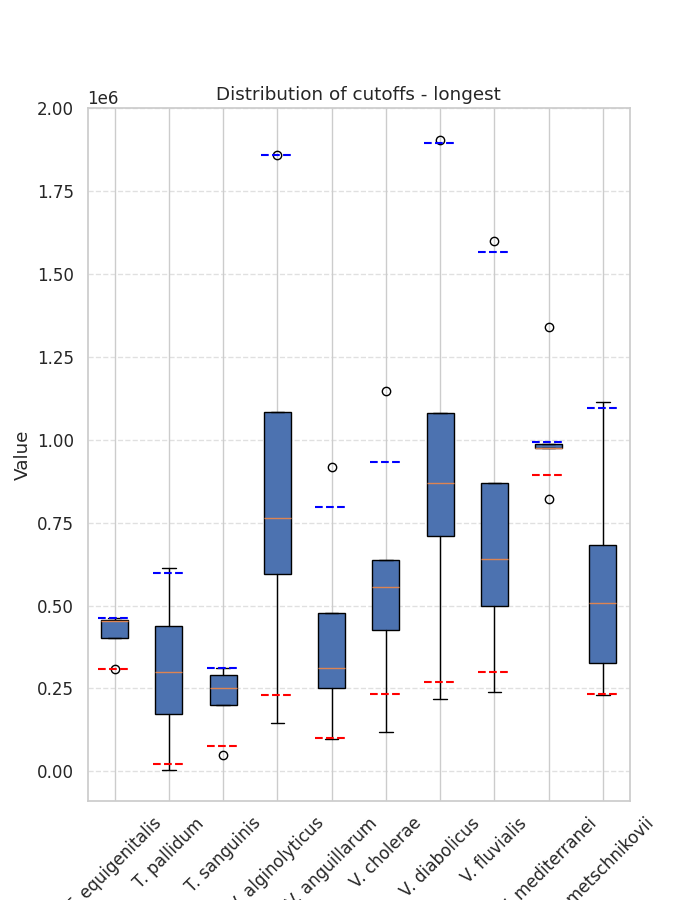 Distribution of cutoffs - longest
1e6
2.00
1.75
1.50
1.25
1.00
0.75
0.50
0.25
0.00
Value
equigenitalis
T. pallidum
T. sanguinis
V. alginolyticus
V. anguillarum
V. cholerae
V. diabolicus
V. fluvialis
mediterranei
metschnikovii